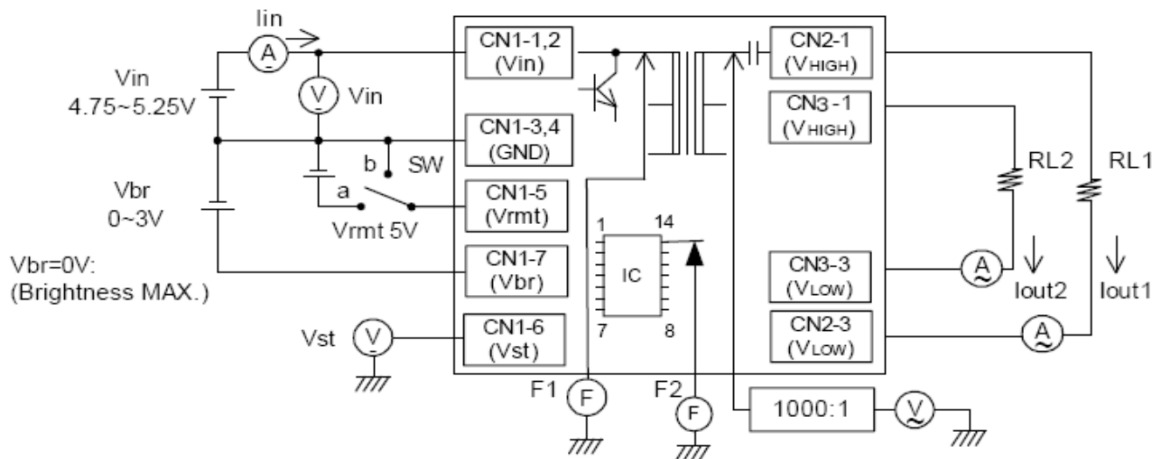 Iin
A
Vin
4.75~5.25V
V
Vin
Vbr
0~3V
b
SW
a
Vrmt 5V
Vbr=0V:
(Brightness MAX.)
Vst
V
CN1-1,2
(Vin)
CN1-3,4
(GND)
CN1-5
(Vrmt)
CN1-7
(Vbr)
CN1-6
(Vst)
1
14
IC
7
8
F1
F
F2
F
CN2-1
(VHIGH)
CN3-1
(VHIGH)
CN3-3
(VLOW)
CN2-3
(VLOW)
1000:1
V
RL2
RL1
A
Iout2
Iout1
A